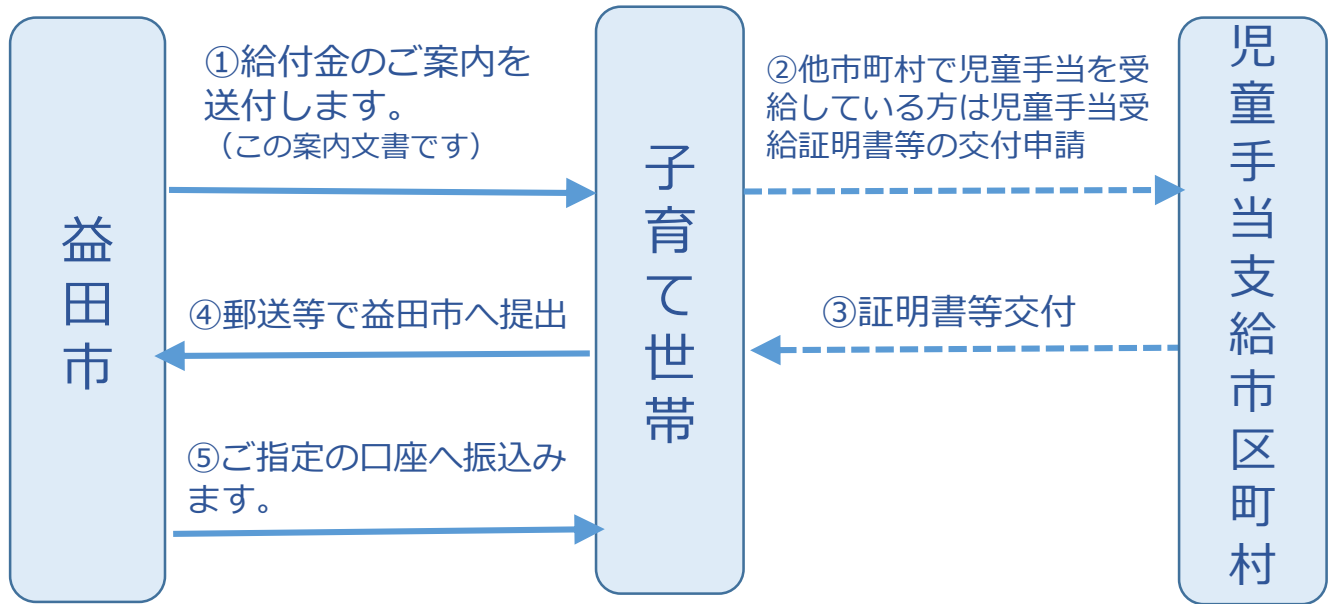 益田市
①給付金のご案内を
送付します。
（この案内文書です）
④郵送等で益田市へ提出
⑤ご指定の口座へ振込み
ます。
子育て世帯
②他市町村で児童手当を受
給している方は児童手当受
給証明書等の交付申請
③証明書等交付
児童手当支給市区町村